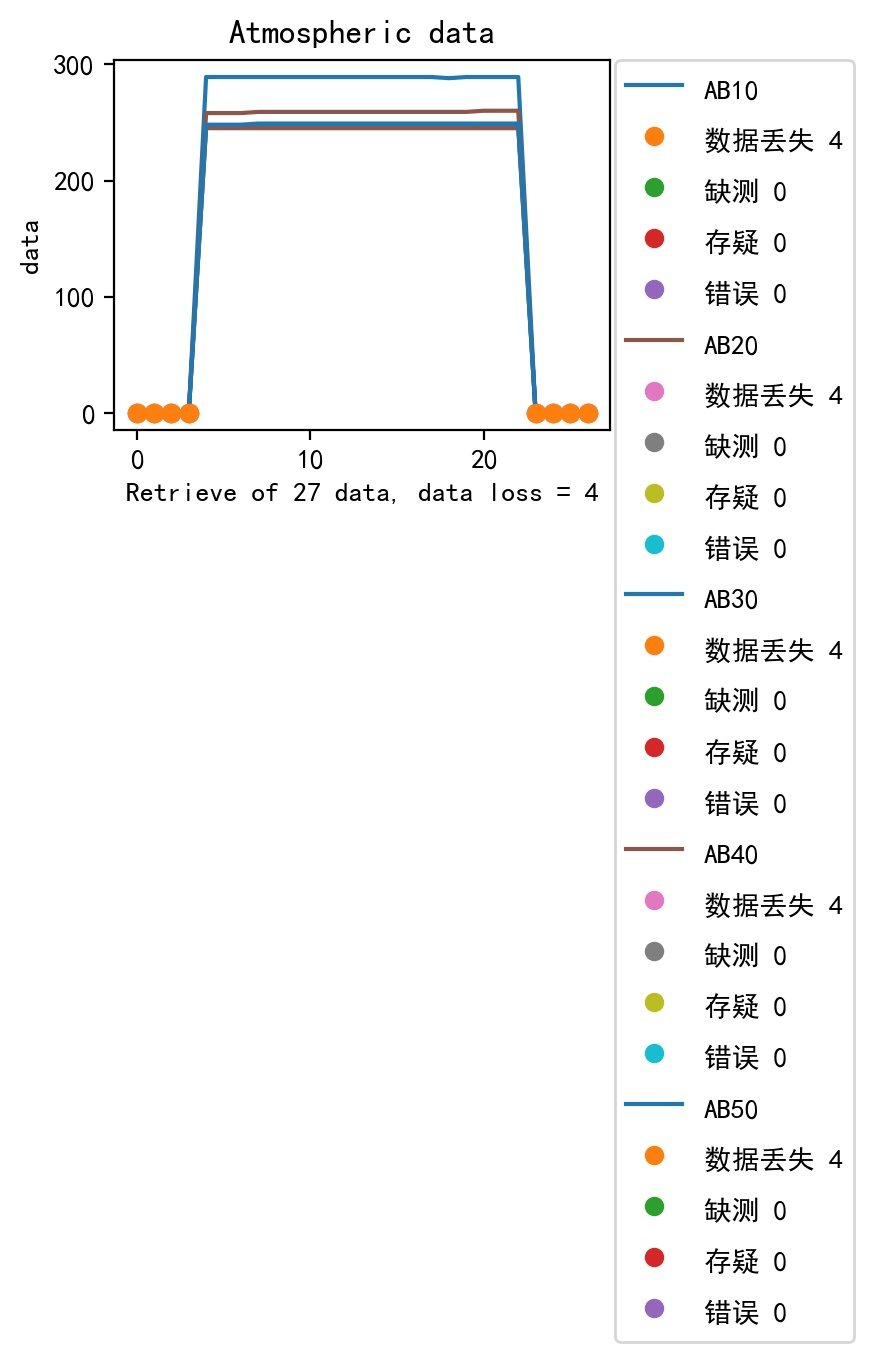 Atmospheric data
300
200
100
0
data
0 10 20
Retrieve of 27 data, data loss = 4
AB10
数据丢失 4
缺测 0
存疑 0
错误 0
AB20
数据丢失 4
缺测 0
存疑 0
错误 0
AB30
数据丢失 4
缺测 0
存疑 0
错误 0
AB40
数据丢失 4
缺测 0
存疑 0
错误 0
AB50
数据丢失 4
缺测 0
存疑 0
错误 0